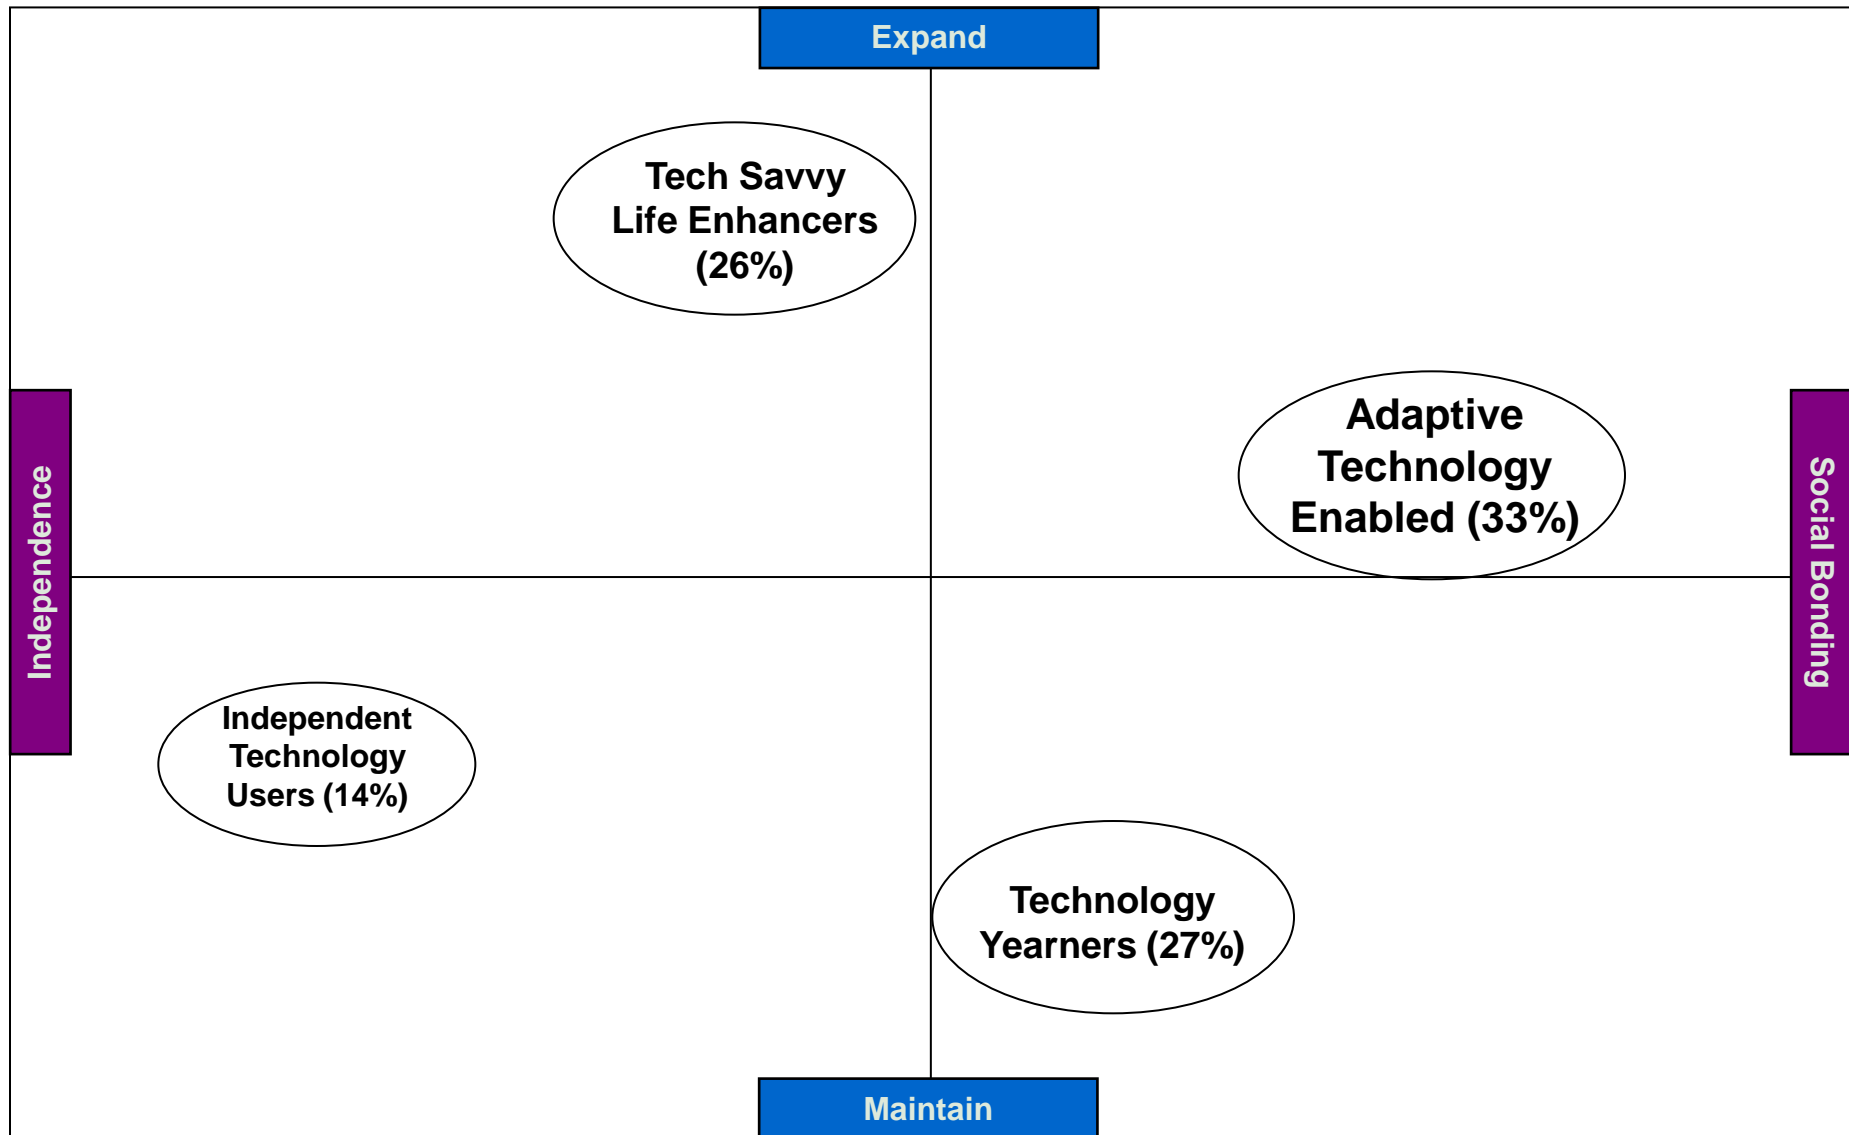 Expand
Tech Savvy
Life Enhancers
(26%)
Adaptive
Technology
Enabled (33%)
Independence
Social Bonding
Independent
Technology
Users (14%)
Technology
Yearners (27%)
Maintain